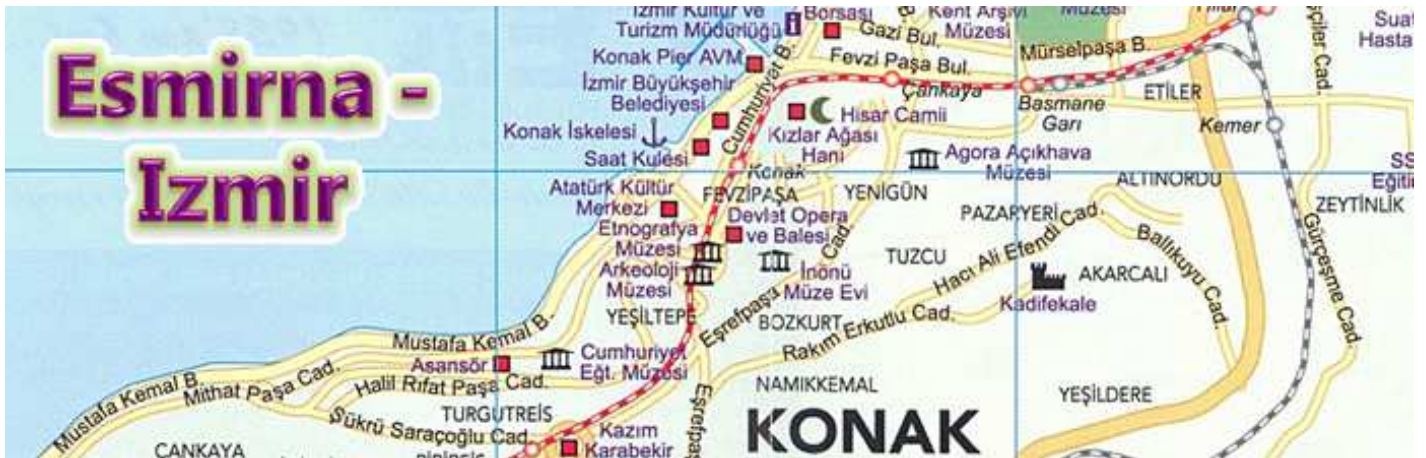 Esmirna -
Izmir
İzmir Kültür ve
Turizm Müdürlüğü
Borsası
Gazi Bul.
Kent Arşivi
Müzesi
Müzesi
Mürselpaşa B.
Konak Pier AVM
Fevzi Paşa Bul.
İzmir Büyükşehir
Belediyesi
Cumhuriyet B.
Çankaya
Basmane
Garı
ETİLER
Kemer
Hisar Camii
Kızlar Ağası
Hanı
Konak İskelesi
Saat Kulesi
Konak
Agora Açıkhava
Müzesi
Atatürk Kültür
Merkezi
FEVZİPAŞA
YENİGÜN
ALTINORDU
ZEYTİNLİK
PAZARYERİ
Etnografya
Müzesi
Devlet Opera
ve Balesi
TUZCU
Hacı Ali Efendi Cad.
Ballıkuyu Cad.
Gürçeşme Cad
Arkeoloji
Müzesi
İnönü
Müze Evi
AKARCALI
Kadifekale
YEŞİLTEPE
Eşrefpaşa
Cad.
BOZKURT
Rakım Erkutlu Cad.
Mustafa Kemal B.
Asansör
Cumhuriyet
Eğt. Müzesi
Mustafa Kemal B.
Mithat Paşa Cad.
Halil Rıfat Paşa Cad.
NAMIKKEMAL
YEŞİLDERE
TURGUTREİS
Şükrü Saraçoğlu Cad.
KONAK
Kazım
Karabekir
ÇANKAYA